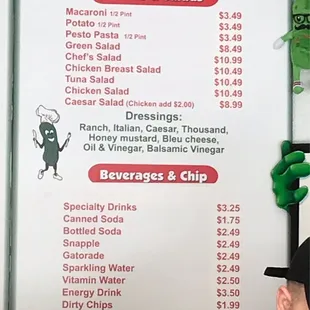 Macaroni 1/2 Pint $3.49
Potato 1/2 Pint $3.49
Pesto Pasta 1/2 Pint $3.49
Green Salad $8.49
Chef's Salad $10.99
Chicken Breast Salad $10.49
Tuna Salad $10.49
Chicken Salad $10.49
Caesar Salad (Chicken add $2.00) $8.99
Dressings:
Ranch, Italian, Caesar, Thousand,
Honey mustard, Bleu cheese,
Oil & Vinegar, Balsamic Vinegar
Beverages & Chip
Specialty Drinks $3.25
Canned Soda $1.75
Bottled Soda $2.49
Snapple $2.49
Gatorade $2.49
Sparkling Water $2.49
Vitamin Water $2.50
Energy Drink $3.50
Dirty Chips $1.99